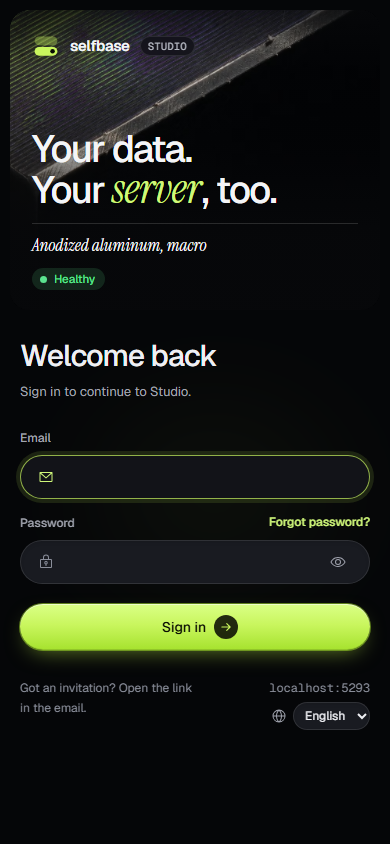 selfbase STUDIO
Your data.
Your server, too.
Anodized aluminum, macro
Healthy
Welcome back
Sign in to continue to Studio.
Email
Password Forgot password?
Sign in
Got an invitation? Open the link
in the email.
localhost:5293
English